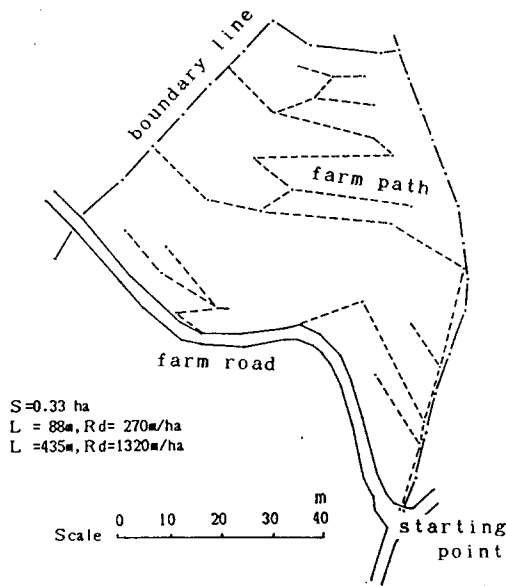 boundary line
farm path
farm road
S=0.33 ha
L = 88m, Rd= 270m/ha
L =435m, Rd=1320m/ha
m
Scale 0 10 20 30 40
starting
point